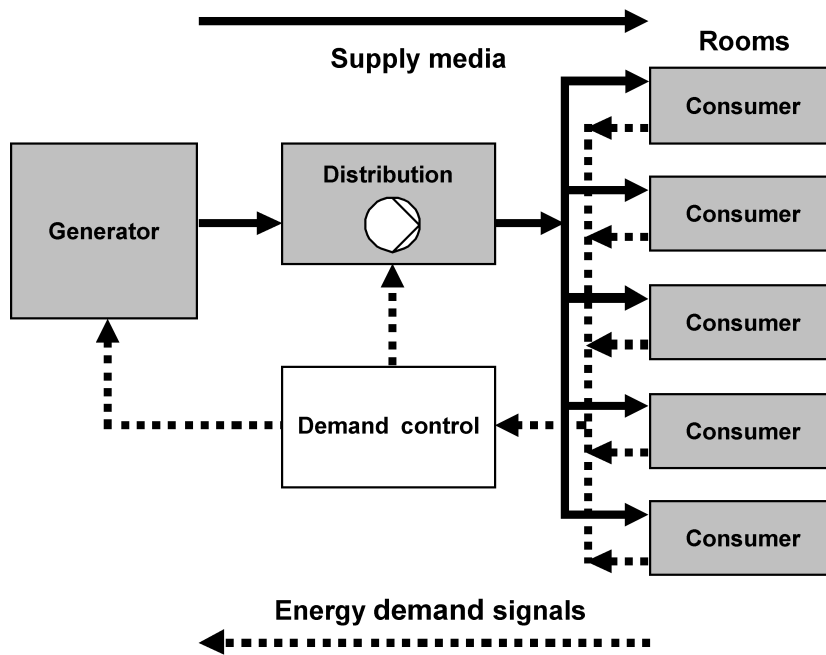 Supply media
Rooms
Consumer
Generator
Distribution
Consumer
Consumer
Demand control
Consumer
Consumer
Energy demand signals